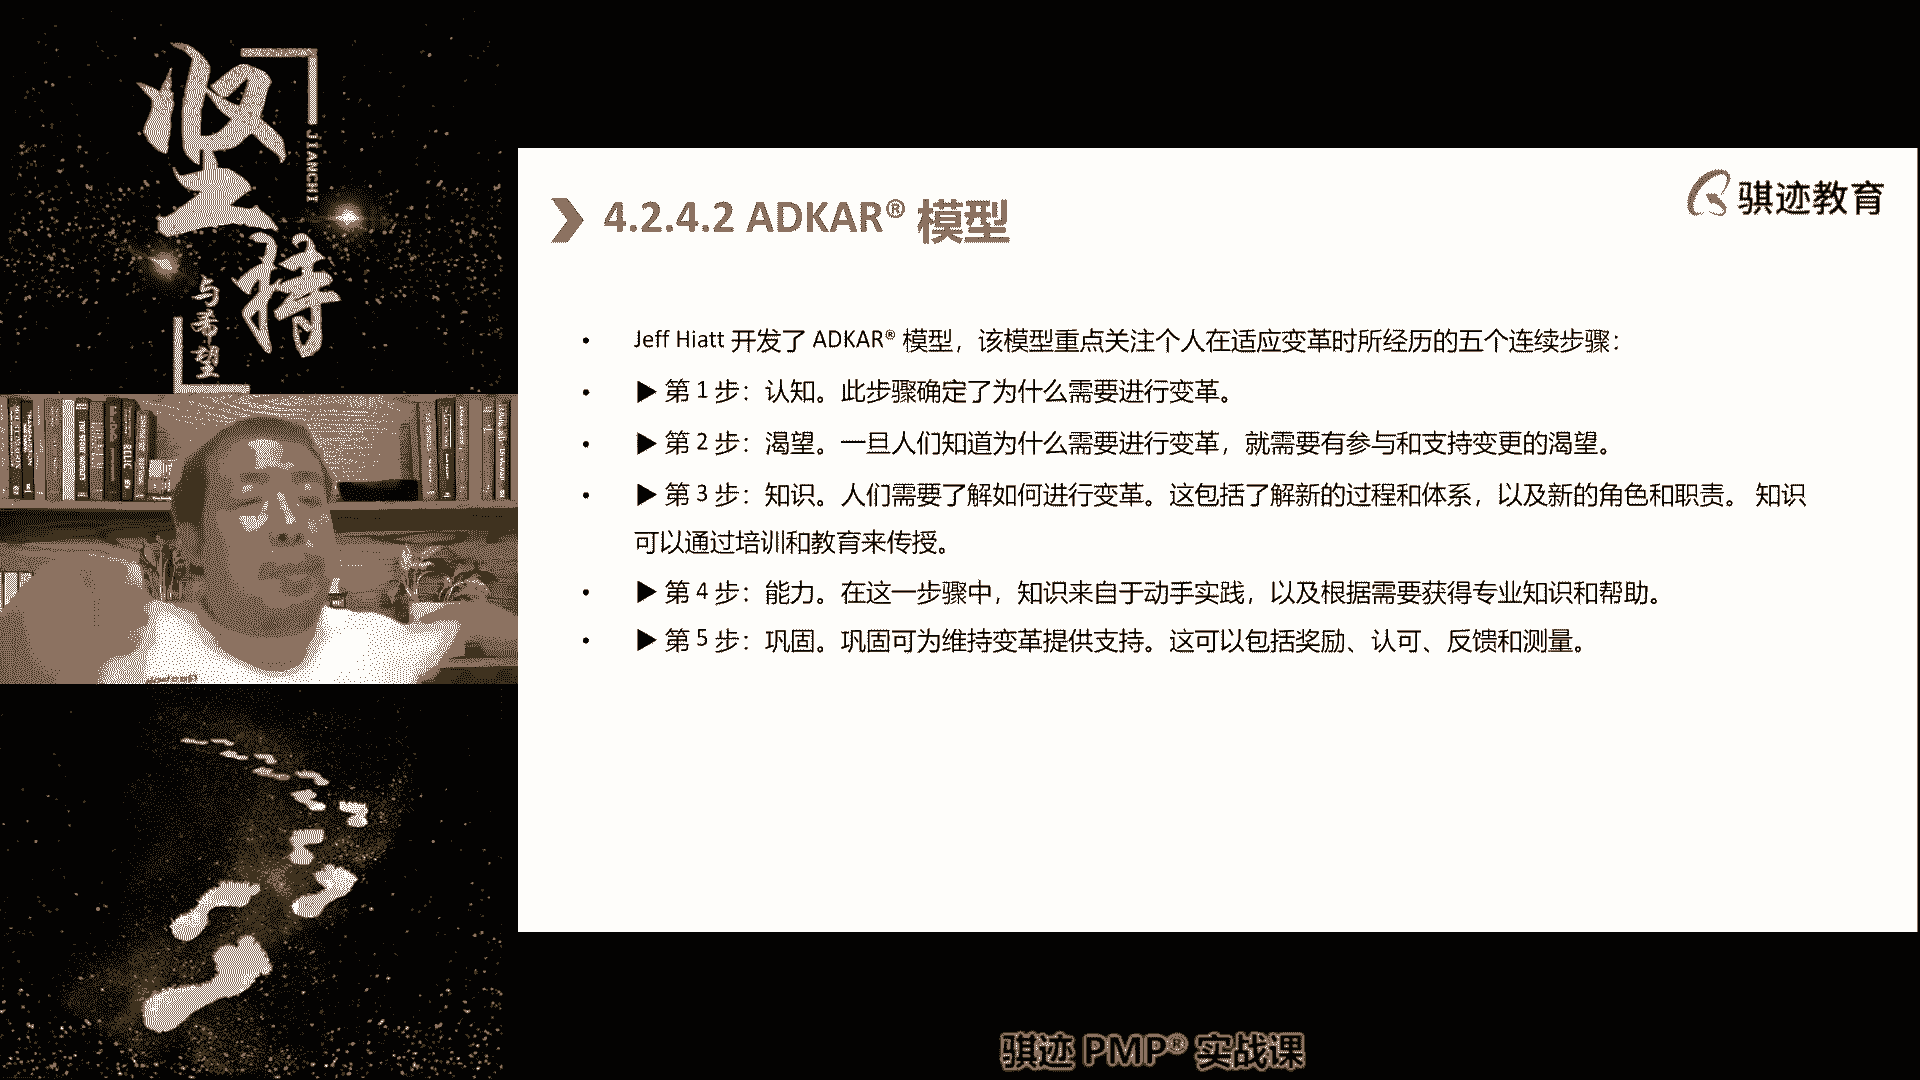 坚持
JIANCHI
与希望
骐迹教育
4.2.4.2 ADKAR® 模型
• Jeff Hiatt 开发了 ADKAR® 模型，该模型重点关注个人在适应变革时所经历的五个连续步骤：
• ▶ 第 1 步：认知。此步骤确定了为什么需要进行变革。
• ▶ 第 2 步：渴望。一旦人们知道为什么需要进行变革，就需要有参与和支持变更的渴望。
• ▶ 第 3 步：知识。人们需要了解如何进行变革。这包括了解新的过程和体系，以及新的角色和职责。 知识
可以通过培训和教育来传授。
• ▶ 第 4 步：能力。在这一步骤中，知识来自于动手实践，以及根据需要获得专业知识和帮助。
• ▶ 第 5 步：巩固。巩固可为维持变革提供支持。这可以包括奖励、认可、反馈和测量。
骐迹 PMP® 实战课